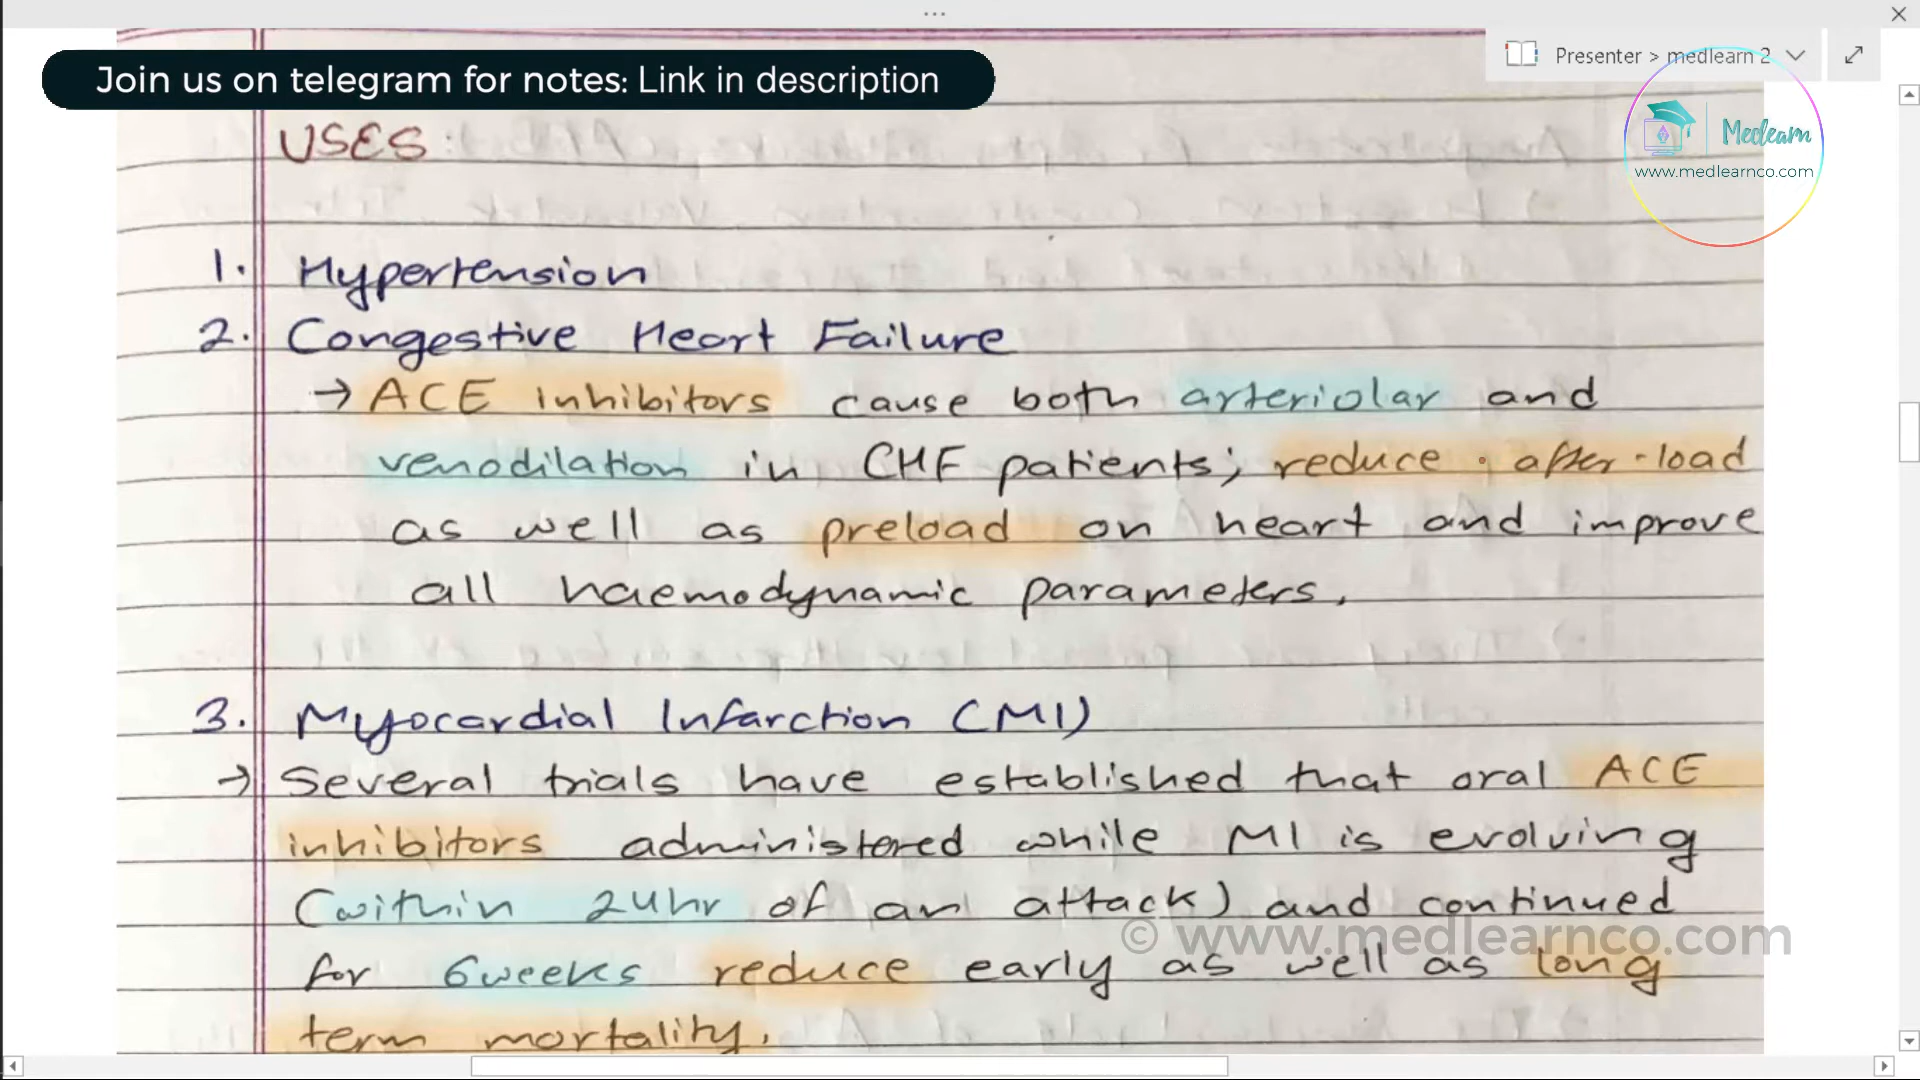 ...
Presenter > medlearn 2
Join us on telegram for notes: Link in description
Medlearn
www.medlearnco.com
USES:
1. Hypertension
2. Congestive Heart Failure
→ ACE Inhibitors cause both arteriolar and
venodilation in CHF patients; reduce after-load
as well as preload on heart and improve
all haemodynamic parameters.
3. Myocardial Infarction (MI)
→ Several trials have established that oral ACE
inhibitors administered while MI is evolving
(within 24hr of an attack) and continued
© www.medlearnco.com
for 6weeks reduce early as well as long
term mortality.